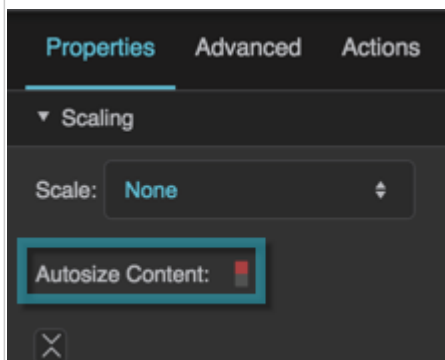 Properties Advanced Actions
Scaling
Scale: None
Autosize Content: